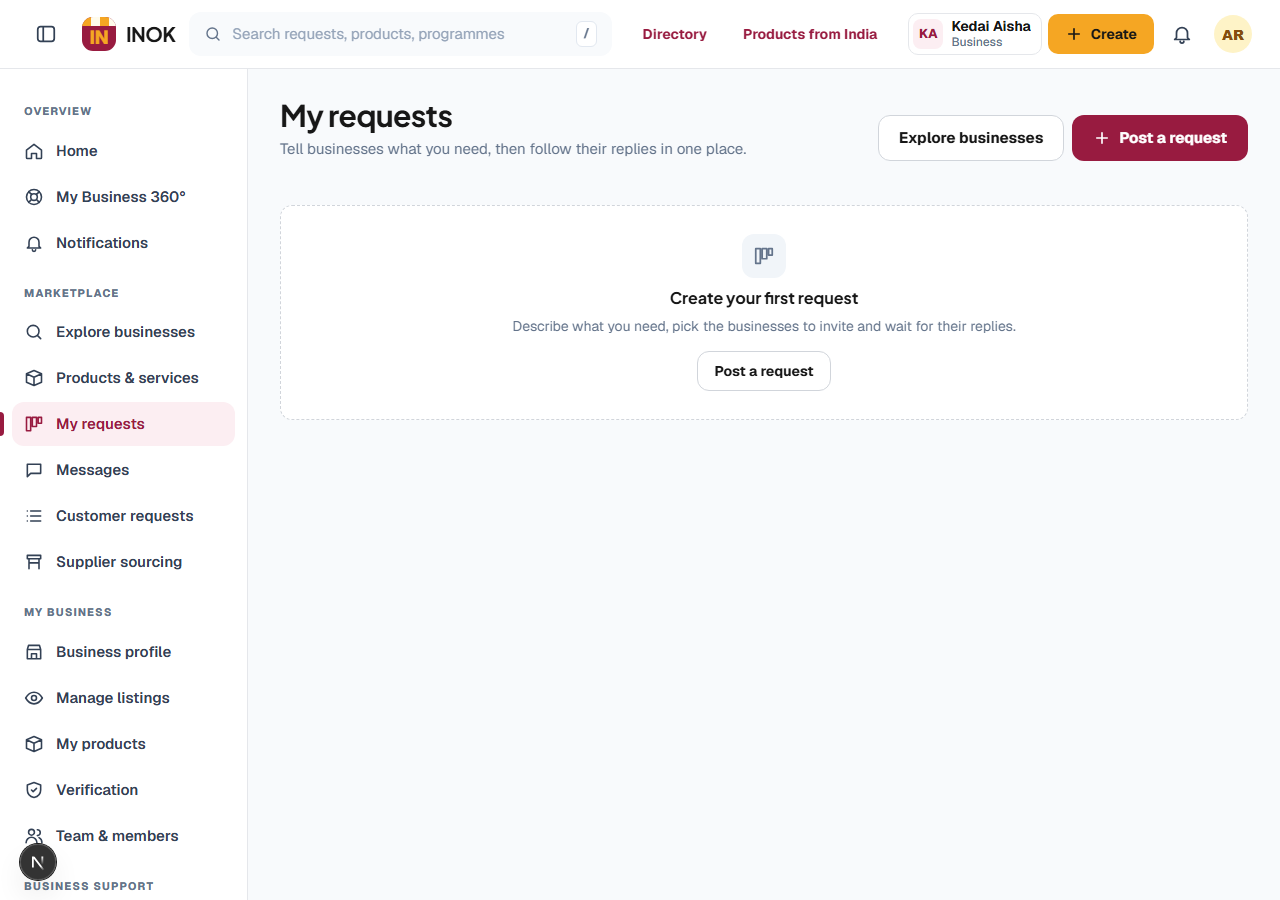 IN INOK
Search requests, products, programmes /
Directory
Products from India
KA Kedai Aisha
Business
Create
AR
OVERVIEW
Home
My Business 360°
Notifications
MARKETPLACE
Explore businesses
Products & services
My requests
Messages
Customer requests
Supplier sourcing
MY BUSINESS
Business profile
Manage listings
My products
Verification
Team & members
N
BUSINESS SUPPORT
My requests
Tell businesses what you need, then follow their replies in one place.
Explore businesses
Post a request
Create your first request
Describe what you need, pick the businesses to invite and wait for their replies.
Post a request